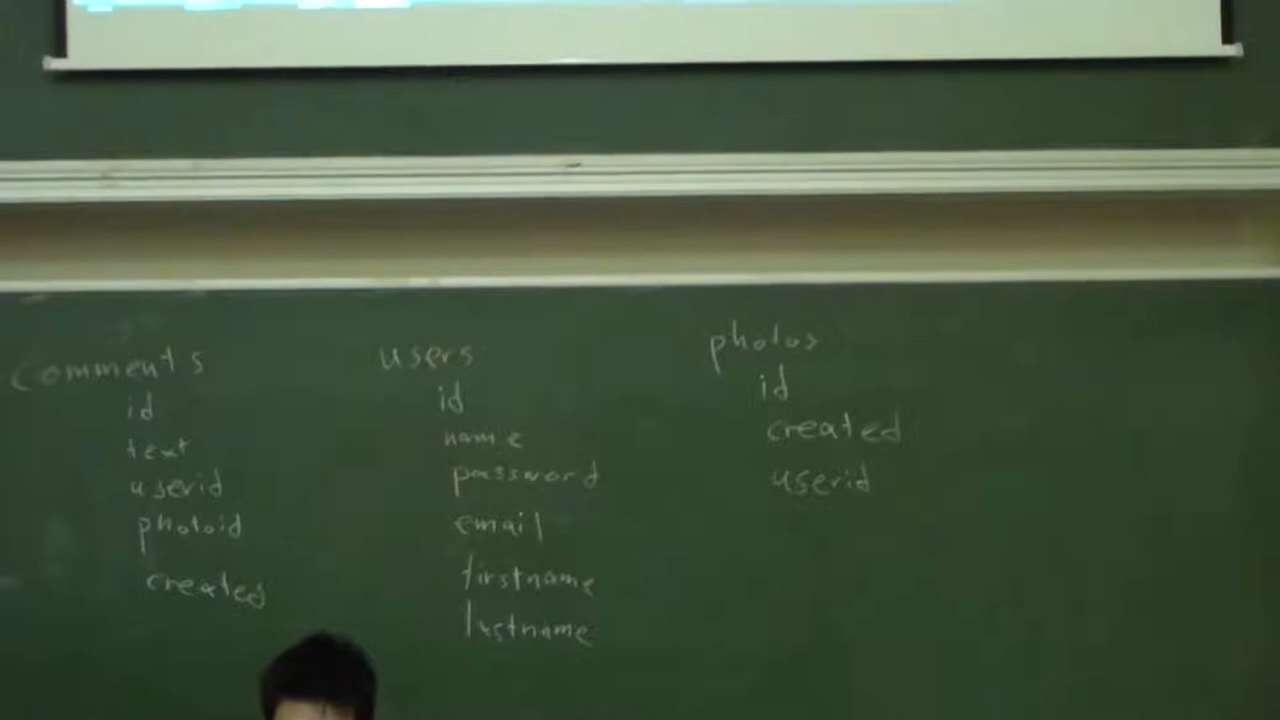 comments
id
text
userid
photoid
created
users
id
name
password
email
firstname
lastname
photos
id
created
userid